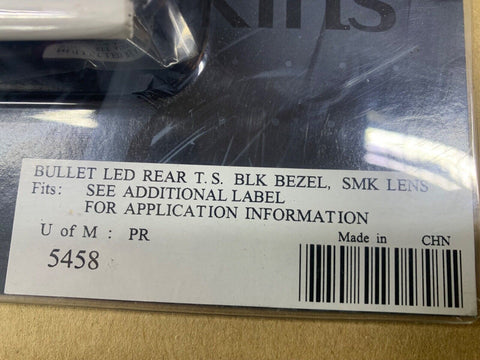 BULLET LED REAR T.S. BLK BEZEL, SMK LENS
Fits: SEE ADDITIONAL LABEL
FOR APPLICATION INFORMATION
U of M : PR
Made in CHN
5458